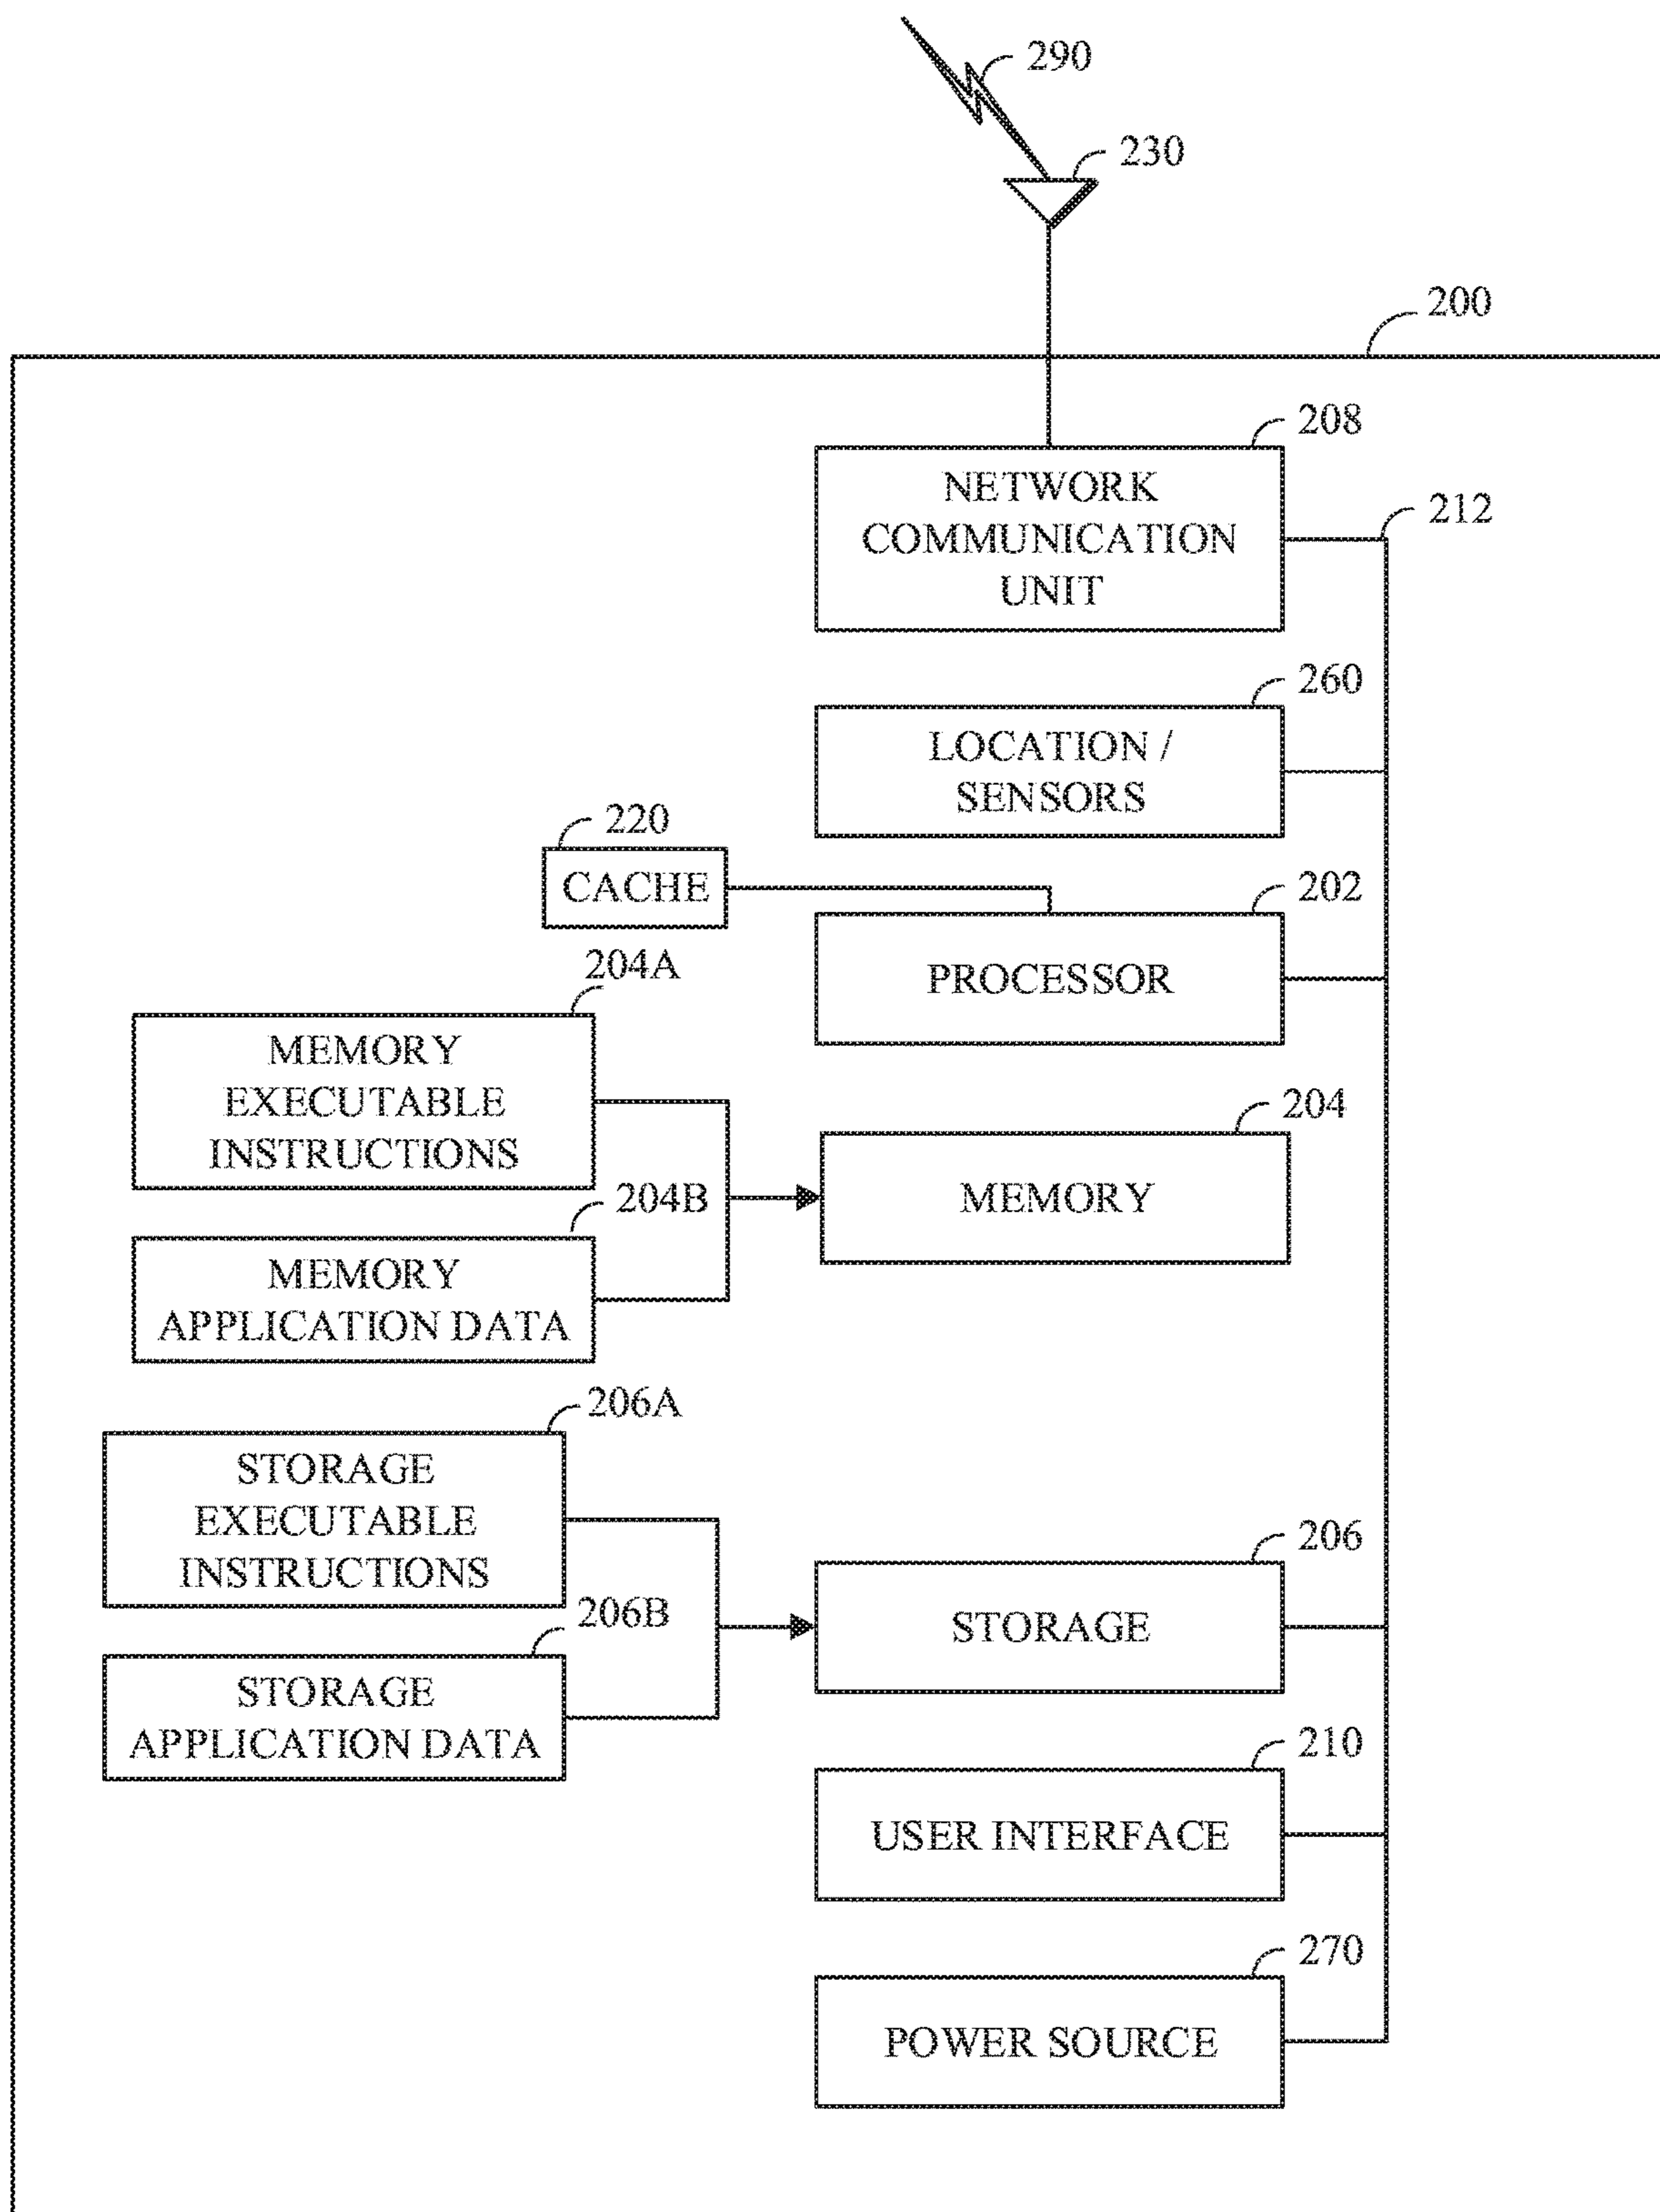 290
230
200
208
NETWORK
COMMUNICATION
UNIT
212
260
LOCATION /
SENSORS
220
CACHE
202
PROCESSOR
204A
MEMORY
EXECUTABLE
INSTRUCTIONS
204
MEMORY
204B
MEMORY
APPLICATION DATA
206A
STORAGE
EXECUTABLE
INSTRUCTIONS
206
STORAGE
206B
STORAGE
APPLICATION DATA
210
USER INTERFACE
270
POWER SOURCE